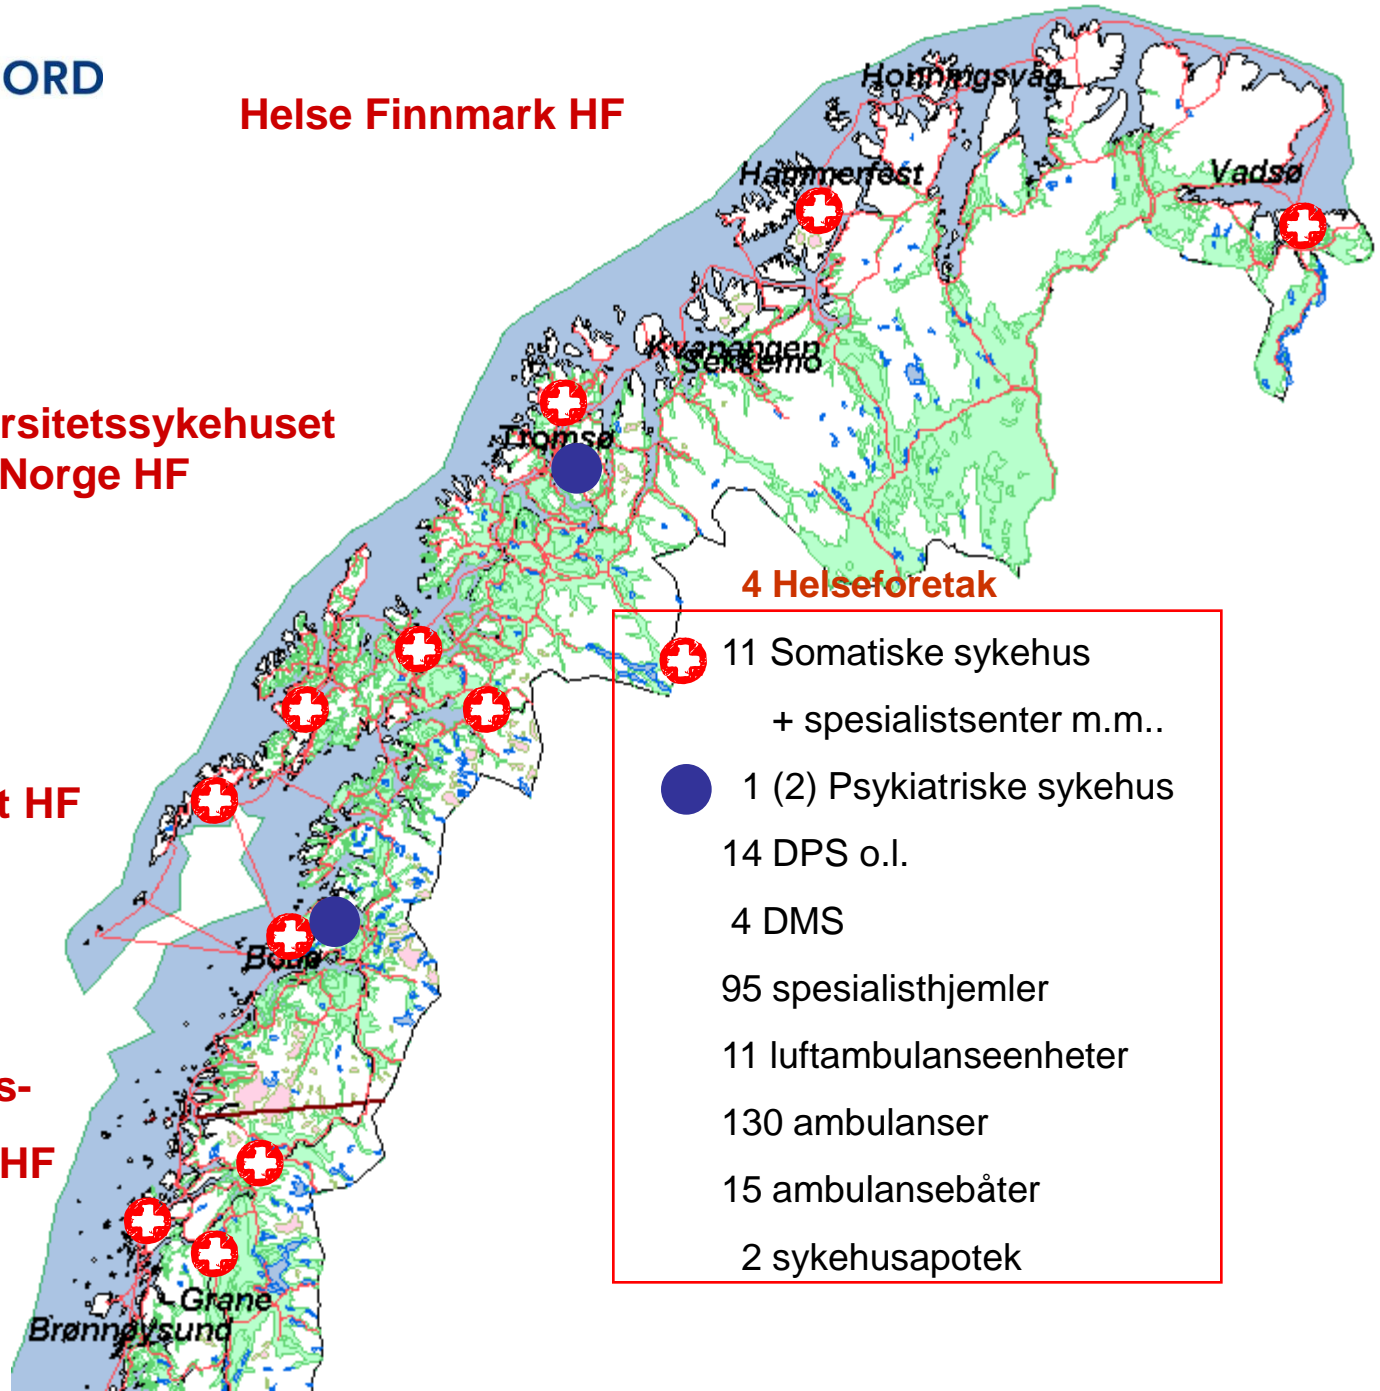 ORD
Helse Finnmark HF
Honningsvåg
Hammerfest
Vadsø
Kvænangen
Sekkemo
rsitetssykehuset
Norge HF
Tromsø
4 Helseforetak
11 Somatiske sykehus
+ spesialistsenter m.m..
1 (2) Psykiatriske sykehus
14 DPS o.l.
4 DMS
95 spesialisthjemler
11 luftambulanseenheter
130 ambulanser
15 ambulansebåter
2 sykehusapotek
t HF
Bodø
s-
HF
Grane
Brønnøysund